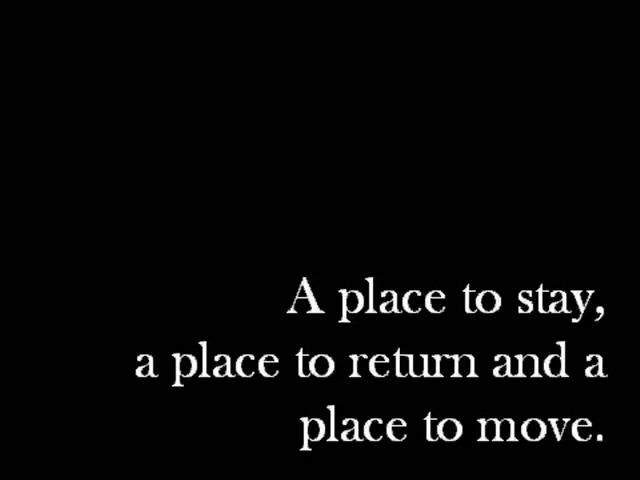 A place to stay,
a place to return and a
place to move.